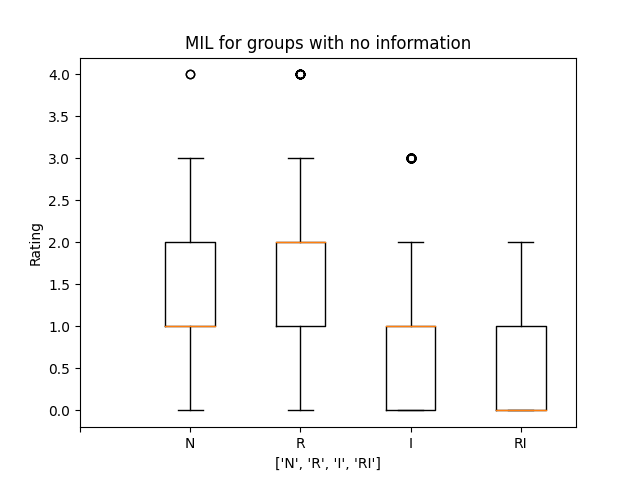 MIL for groups with no information
4.0
3.5
3.0
2.5
2.0
1.5
1.0
0.5
0.0
Rating
N R I RI
['N', 'R', 'I', 'RI']